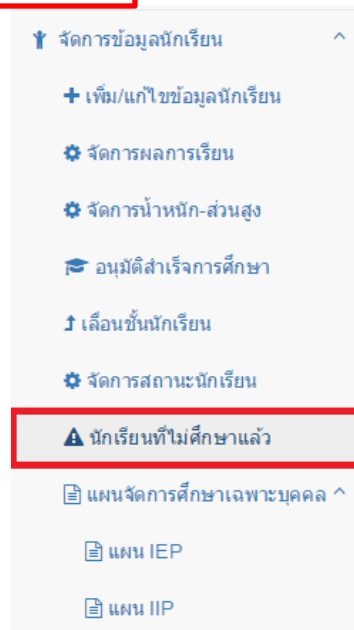 จัดการข้อมูลนักเรียน
เพิ่ม/แก้ไขข้อมูลนักเรียน
จัดการผลการเรียน
จัดการน้ำหนัก-ส่วนสูง
อนุมัติสำเร็จการศึกษา
เลื่อนชั้นนักเรียน
จัดการสถานะนักเรียน
นักเรียนที่ไม่ศึกษาแล้ว
แผนจัดการศึกษาเฉพาะบุคคล
แผน IEP
แผน IIP